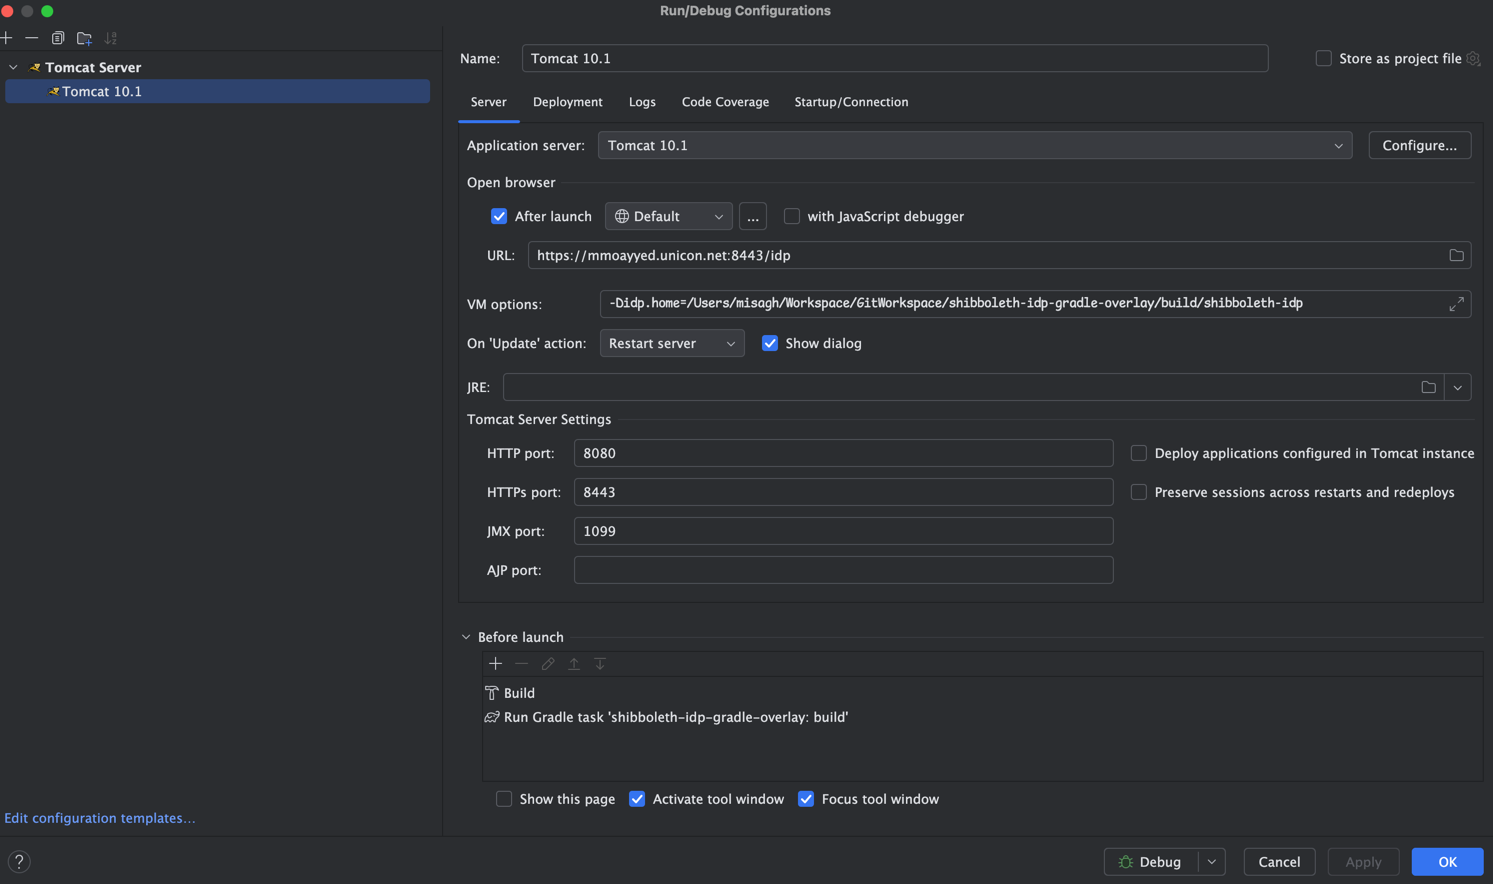 Run/Debug Configurations
Tomcat Server
Tomcat 10.1
Edit configuration templates...
Name: Tomcat 10.1 Store as project file
Server Deployment Logs Code Coverage Startup/Connection
Application server: Tomcat 10.1 Configure...
Open browser
After launch Default ... with JavaScript debugger
URL: https://mmoayyed.unicon.net:8443/idp
VM options: -Didp.home=/Users/misagh/Workspace/GitWorkspace/shibboleth-idp-gradle-overlay/build/shibboleth-idp
On 'Update' action: Restart server Show dialog
JRE:
Tomcat Server Settings
HTTP port: 8080 Deploy applications configured in Tomcat instance
HTTPs port: 8443 Preserve sessions across restarts and redeploys
JMX port: 1099
AJP port:
Before launch
Build
Run Gradle task 'shibboleth-idp-gradle-overlay: build'
Show this page Activate tool window Focus tool window
? Debug Cancel Apply OK